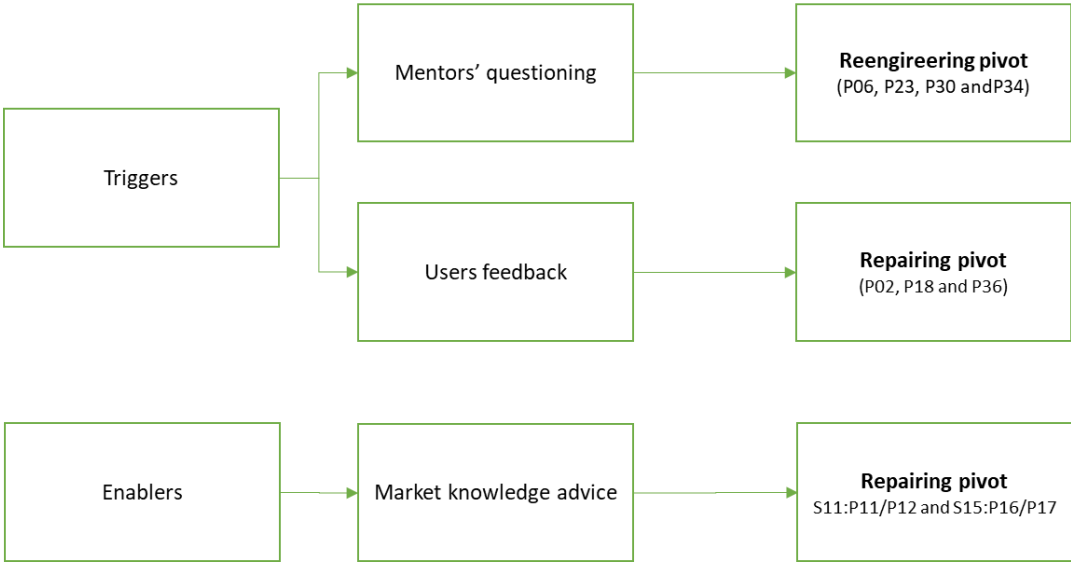 Triggers
Mentors’ questioning
Reengireering pivot
(P06, P23, P30 andP34)
Users feedback
Repairing pivot
(P02, P18 and P36)
Enablers
Market knowledge advice
Repairing pivot
S11:P11/P12 and S15:P16/P17